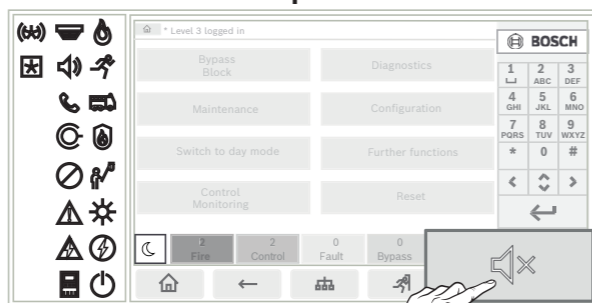 * Level 3 logged in
BOSCH
Bypass
Block
Diagnostics
Maintenance
Configuration
Switch to day mode
Further functions
Control
Monitoring
Reset
1
2
ABC
3
DEF
4
GHI
5
JKL
6
MNO
7
PQRS
8
TUV
9
WXYZ
*
0
#
2
Fire
2
Control
0
Fault
0
Bypass